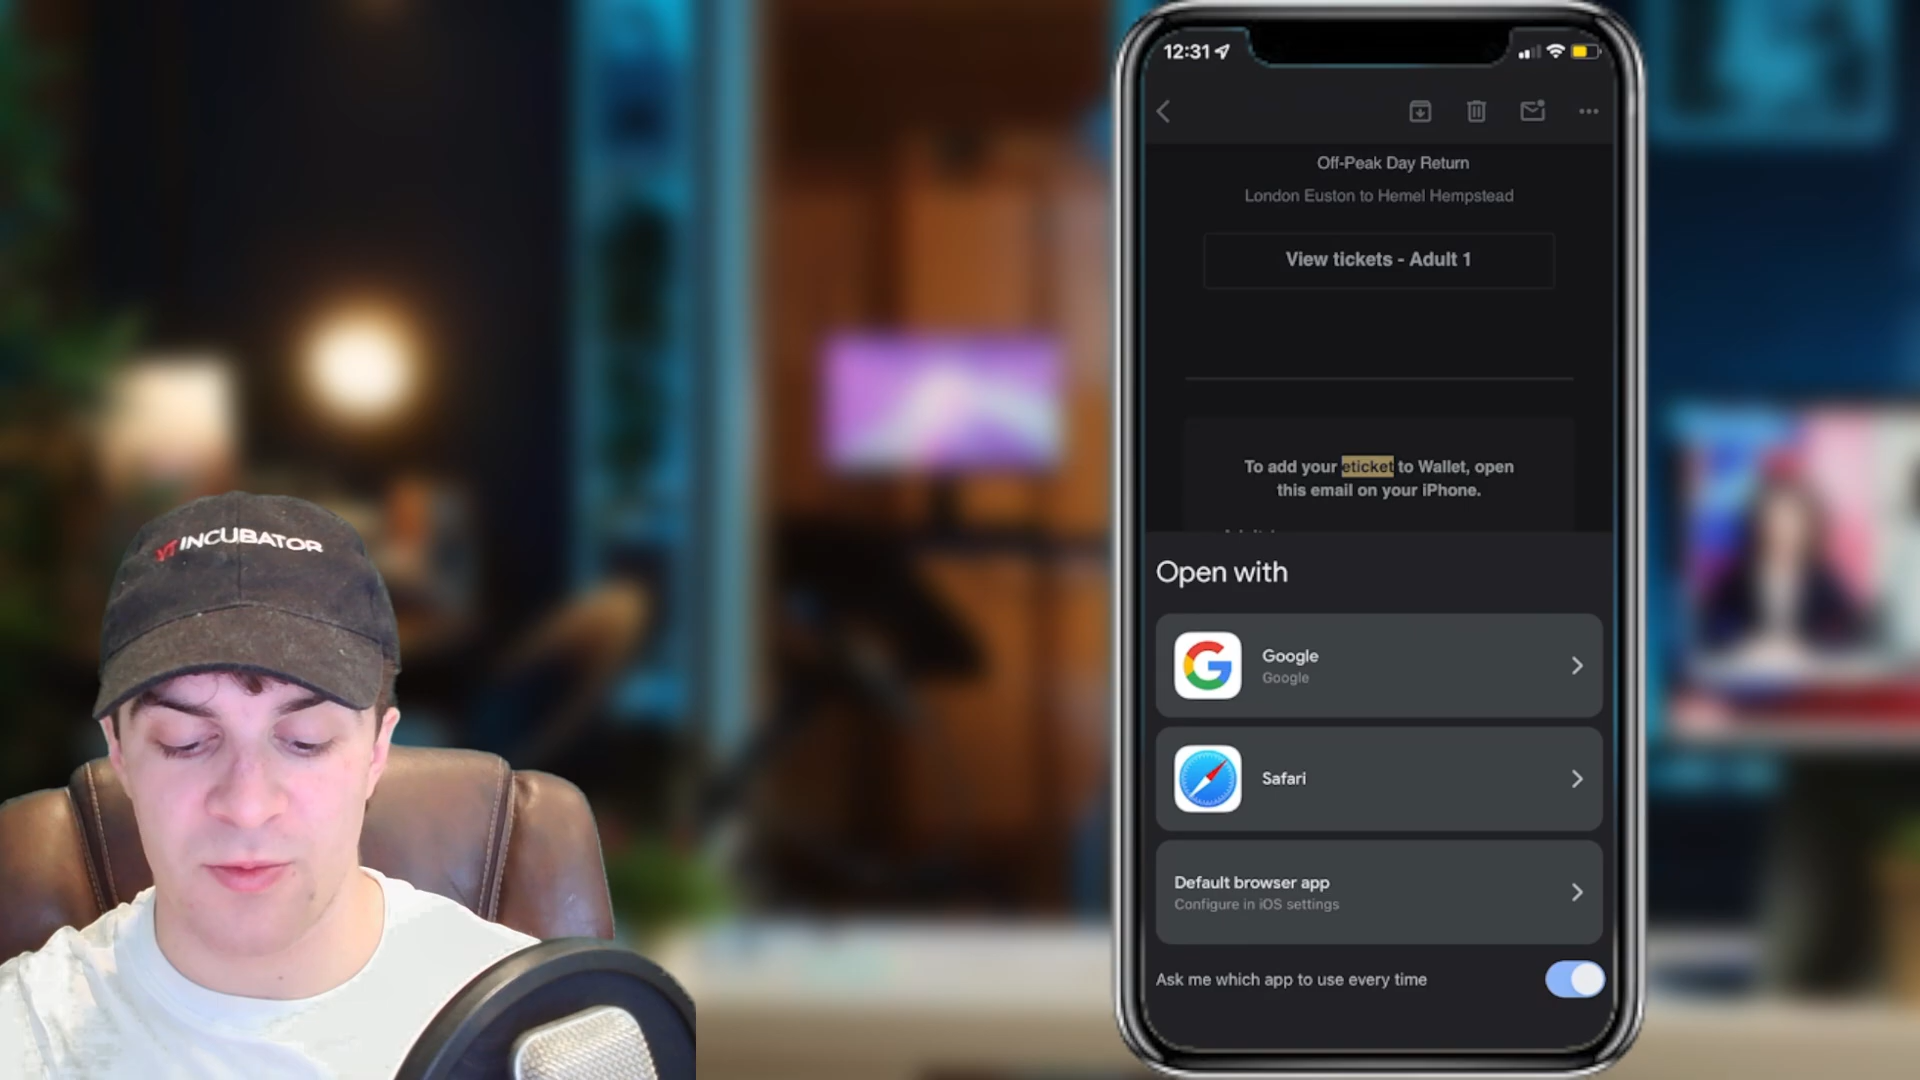 12:31
Off-Peak Day Return
London Euston to Hemel Hempstead
View tickets - Adult 1
To add your eticket to Wallet, open
this email on your iPhone.
Open with
Google
Google
Safari
Default browser app
Configure in iOS settings
Ask me which app to use every time
YT INCUBATOR